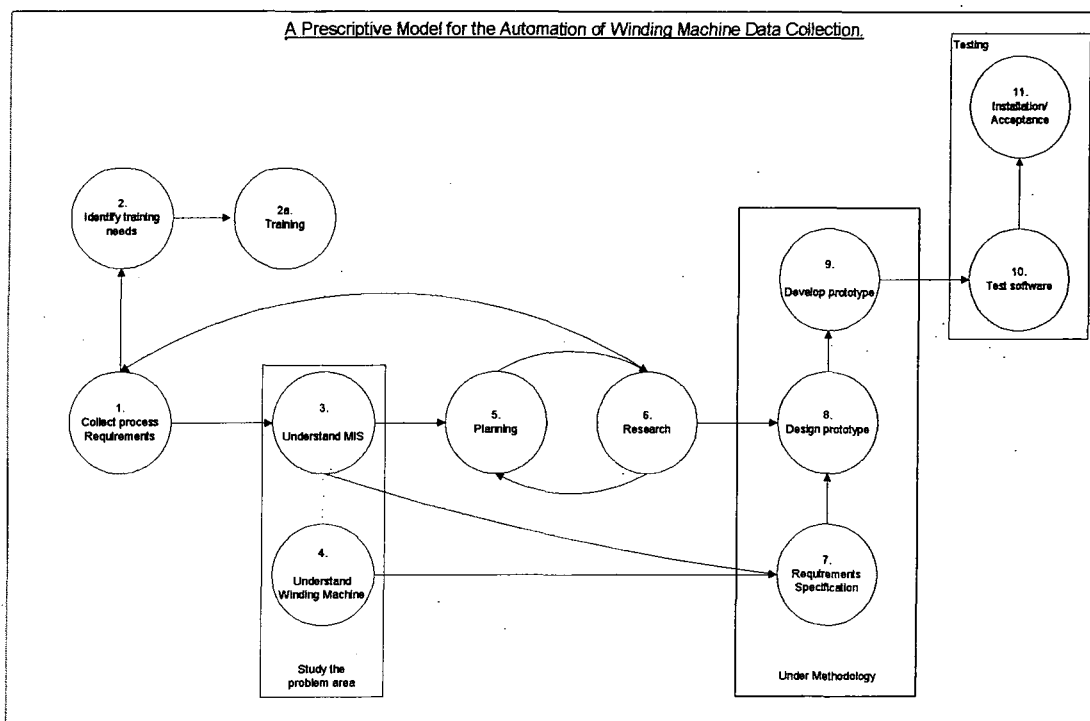 A Prescriptive Model for the Automation of Winding Machine Data Collection.
Testing
11.
Installation/
Acceptance
2.
Identify training
needs
2a.
Training
9.
Develop prototype
10.
Test software
1.
Collect process
Requirements
3.
Understand MIS
5.
Planning
6.
Research
8.
Design prototype
4.
Understand
Winding Machine
7.
Requirements
Specification
Study the
problem area
Under Methodology